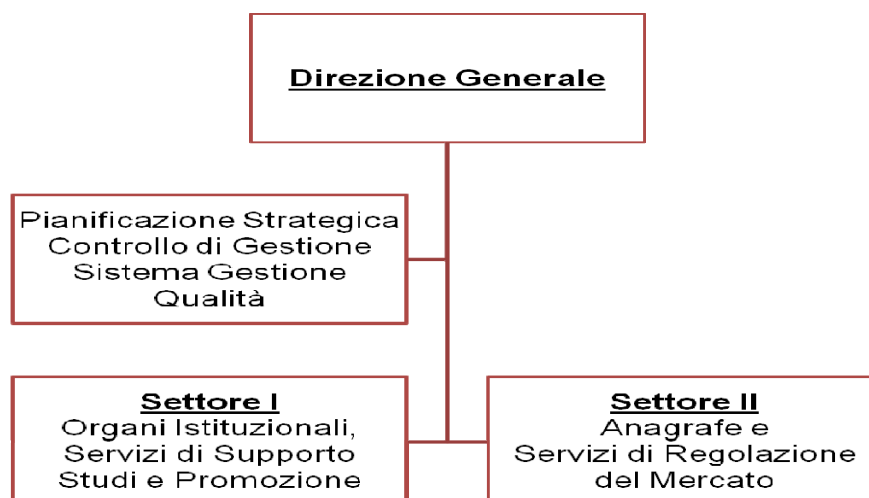 Direzione Generale
Pianificazione Strategica
Controllo di Gestione
Sistema Gestione
Qualità
Settore I
Organi Istituzionali,
Servizi di Supporto
Studi e Promozione
Settore II
Anagrafe e
Servizi di Regolazione
del Mercato